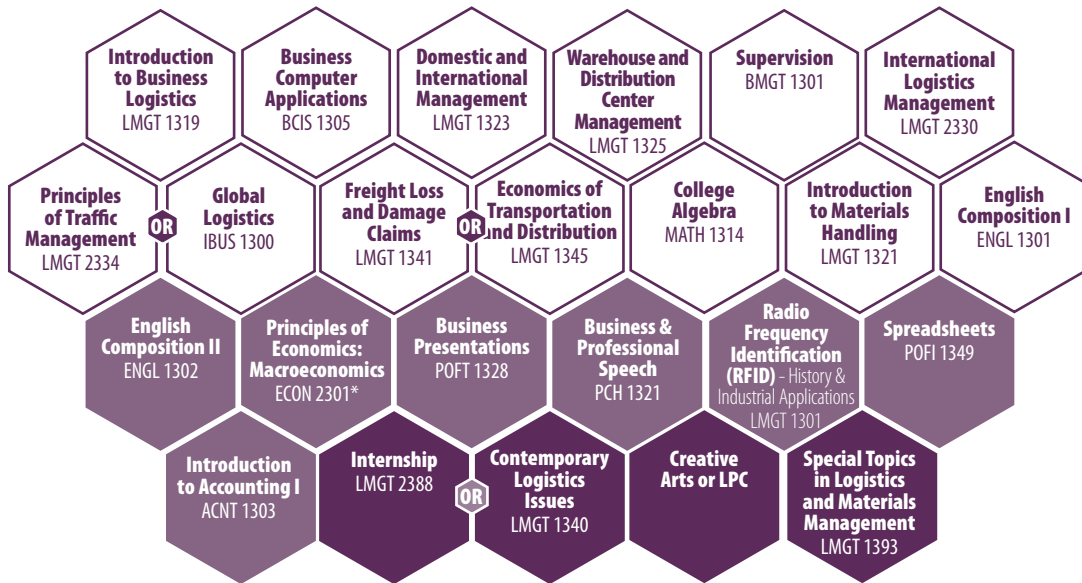 Introduction
to Business
Logistics
LMGT 1319
Business
Computer
Applications
BCIS 1305
Domestic and
International
Management
LMGT 1323
Warehouse and
Distribution
Center
Management
LMGT 1325
Supervision
BMGT 1301
International
Logistics
Management
LMGT 2330
Principles
of Traffic
Management
LMGT 2334
OR
Global
Logistics
IBUS 1300
Freight Loss
and Damage
Claims
LMGT 1341
OR
Economics of
Transportation
and Distribution
LMGT 1345
College
Algebra
MATH 1314
Introduction
to Materials
Handling
LMGT 1321
English
Composition I
ENGL 1301
English
Composition II
ENGL 1302
Principles of
Economics:
Macroeconomics
ECON 2301*
Business
Presentations
POFT 1328
Business &
Professional
Speech
PCH 1321
Radio
Frequency
Identification
(RFID) - History &
Industrial Applications
LMGT 1301
Spreadsheets
POFI 1349
Introduction
to Accounting I
ACNT 1303
Internship
LMGT 2388
OR
Contemporary
Logistics
Issues
LMGT 1340
Creative
Arts or LPC
Special Topics
in Logistics
and Materials
Management
LMGT 1393